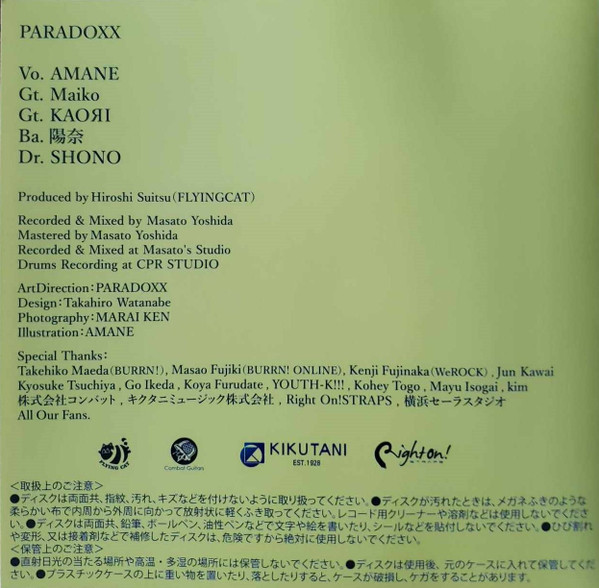 PARADOXX
Vo. AMANE
Gt. Maiko
Gt. KAOЯI
Ba. 陽奈
Dr. SHONO
Produced by Hiroshi Suitsu(FLYINGCAT)
Recorded & Mixed by Masato Yoshida
Mastered by Masato Yoshida
Recorded & Mixed at Masato's Studio
Drums Recording at CPR STUDIO
ArtDirection:PARADOXX
Design:Takahiro Watanabe
Photography:MARAI KEN
Illustration:AMANE
Special Thanks:
Takehiko Maeda(BURRN!), Masao Fujiki(BURRN! ONLINE), Kenji Fujinaka(WeROCK) , Jun Kawai
Kyosuke Tsuchiya , Go Ikeda , Koya Furudate , YOUTH-K!!! , Kohey Togo , Mayu Isogai , kim
株式会社コンバット , キクタニミュージック株式会社 , Right On!STRAPS , 横浜セーラスタジオ
All Our Fans.
FLYING CAT
Combat Guitars
KIKUTANI
EST.1928
Right on!
<取扱上のご注意>
●ディスクは両面共、指紋、汚れ、キズなどを付けないように取り扱ってください。●ディスクが汚れたときは、メガネふきのような
柔らかい布で内周から外周に向かって放射状に軽くふき取ってください。レコード用クリーナーや溶剤などは使用しないでくださ
い。●ディスクは両面共、鉛筆、ボールペン、油性ペンなどで文字や絵を書いたり、シールなどを貼付しないでください。●ひび割れ
や変形、又は接着剤などで補修したディスクは、危険ですから絶対に使用しないでください。
<保管上のご注意>
●直射日光の当たる場所や高温・多湿の場所には保管しないでください。●ディスクは使用後、元のケースに入れて保管してくだ
さい。●プラスチックケースの上に重い物を置いたり、落としたりすると、ケースが破損し、ケガをすることがあります。